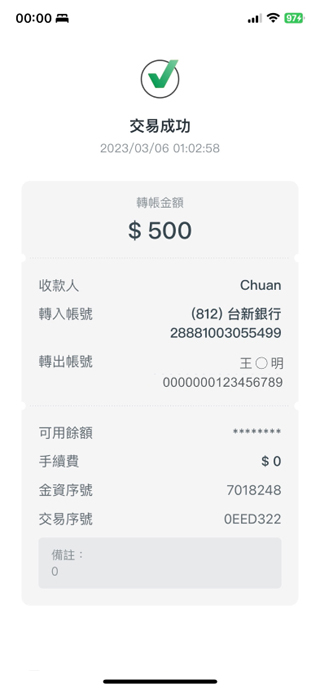 00:00
97
交易成功
2023/03/06 01:02:58
轉帳金額
$ 500
收款人 Chuan
轉入帳號 (812) 台新銀行
28881003055499
轉出帳號 王〇明
0000000123456789
可用餘額 ********
手續費 $ 0
金資序號 7018248
交易序號 0EED322
備註：
0